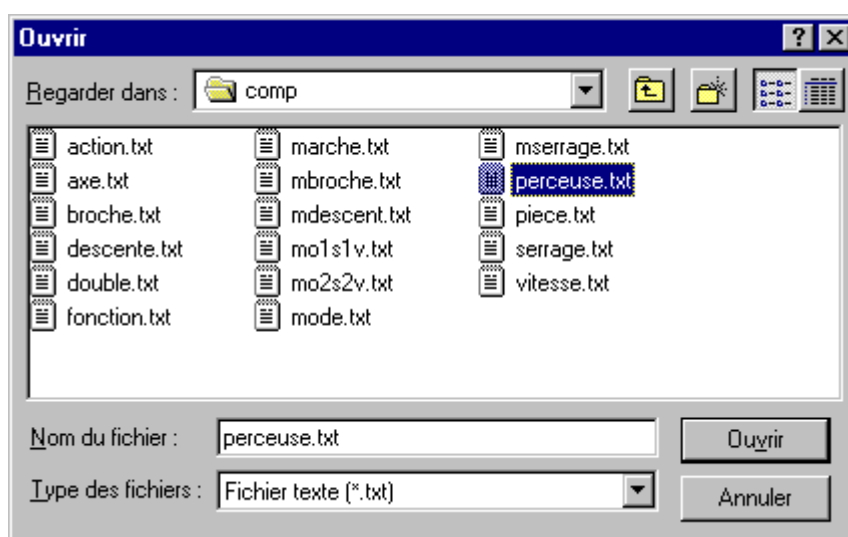 Ouvrir
Regarder dans : comp
action.txt marche.txt mserrage.txt
axe.txt mbroche.txt perceuse.txt
broche.txt mdescent.txt piece.txt
descente.txt mo1s1v.txt serrage.txt
double.txt mo2s2v.txt vitesse.txt
fonction.txt mode.txt
Nom du fichier : perceuse.txt Ouvrir
Type des fichiers : Fichier texte (*.txt) Annuler